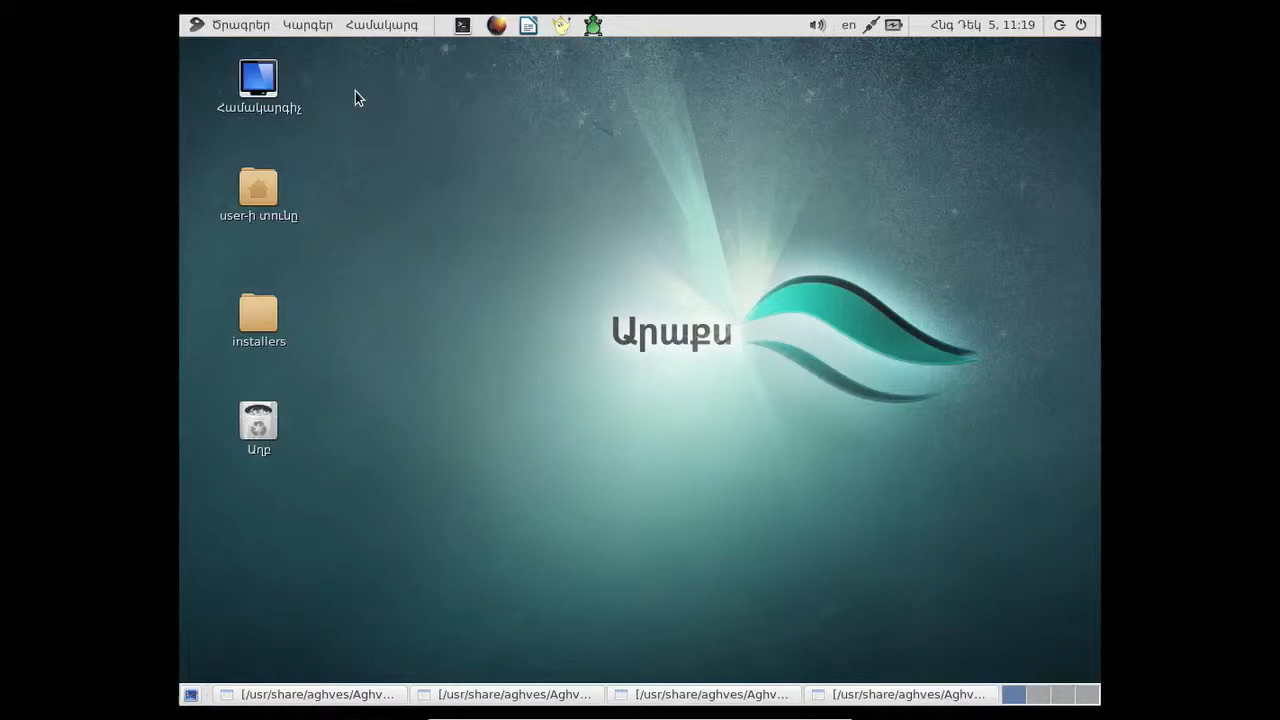 Ծրագրեր Կարգեր Համակարգ en Հնգ Դեկ 5, 11:19
Համակարգիչ
user-ի տունը
installers
Աղբ
Արաքս
[/usr/share/aghves/Aghv... [/usr/share/aghves/Aghv... [/usr/share/aghves/Aghv... [/usr/share/aghves/Aghv...